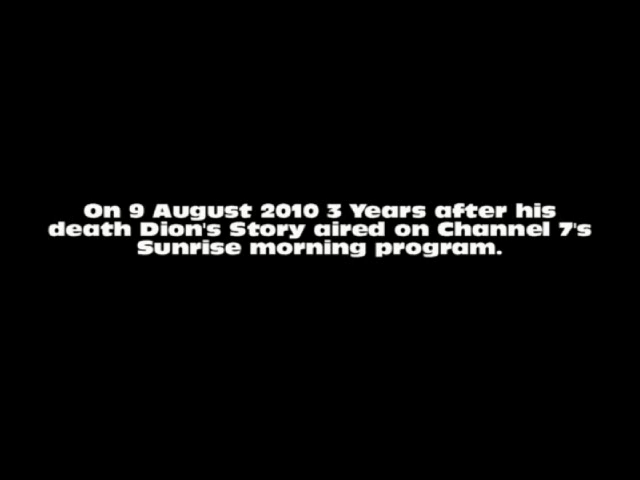 On 9 August 2010 3 Years after his
death Dion's Story aired on Channel 7's
Sunrise morning program.